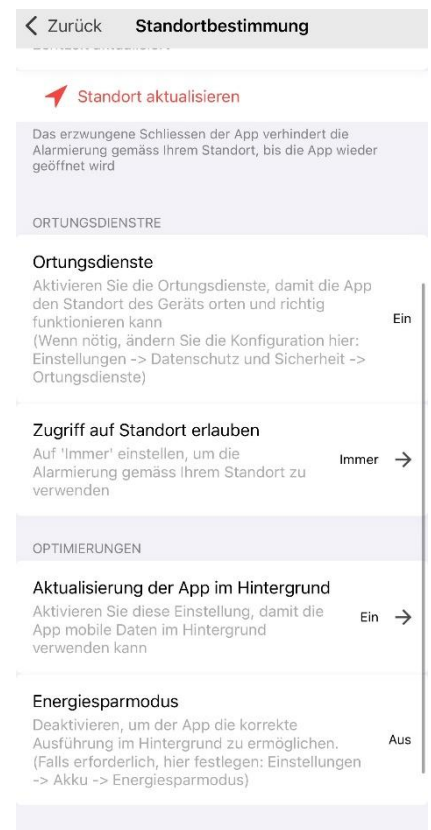 Zurück Standortbestimmung
Standort aktualisieren
Das erzwungene Schliessen der App verhindert die
Alarmierung gemäss Ihrem Standort, bis die App wieder
geöffnet wird
ORTUNGSDIENSTRE
Ortungsdienste
Aktivieren Sie die Ortungsdienste, damit die App
den Standort des Geräts orten und richtig
funktionieren kann
Ein
(Wenn nötig, ändern Sie die Konfiguration hier:
Einstellungen -> Datenschutz und Sicherheit ->
Ortungsdienste)
Zugriff auf Standort erlauben
Auf 'Immer' einstellen, um die
Alarmierung gemäss Ihrem Standort zu
verwenden
Immer →
OPTIMIERUNGEN
Aktualisierung der App im Hintergrund
Aktivieren Sie diese Einstellung, damit die
App mobile Daten im Hintergrund
verwenden kann
Ein →
Energiesparmodus
Deaktivieren, um der App die korrekte
Ausführung im Hintergrund zu ermöglichen.
(Falls erforderlich, hier festlegen: Einstellungen
-> Akku -> Energiesparmodus)
Aus